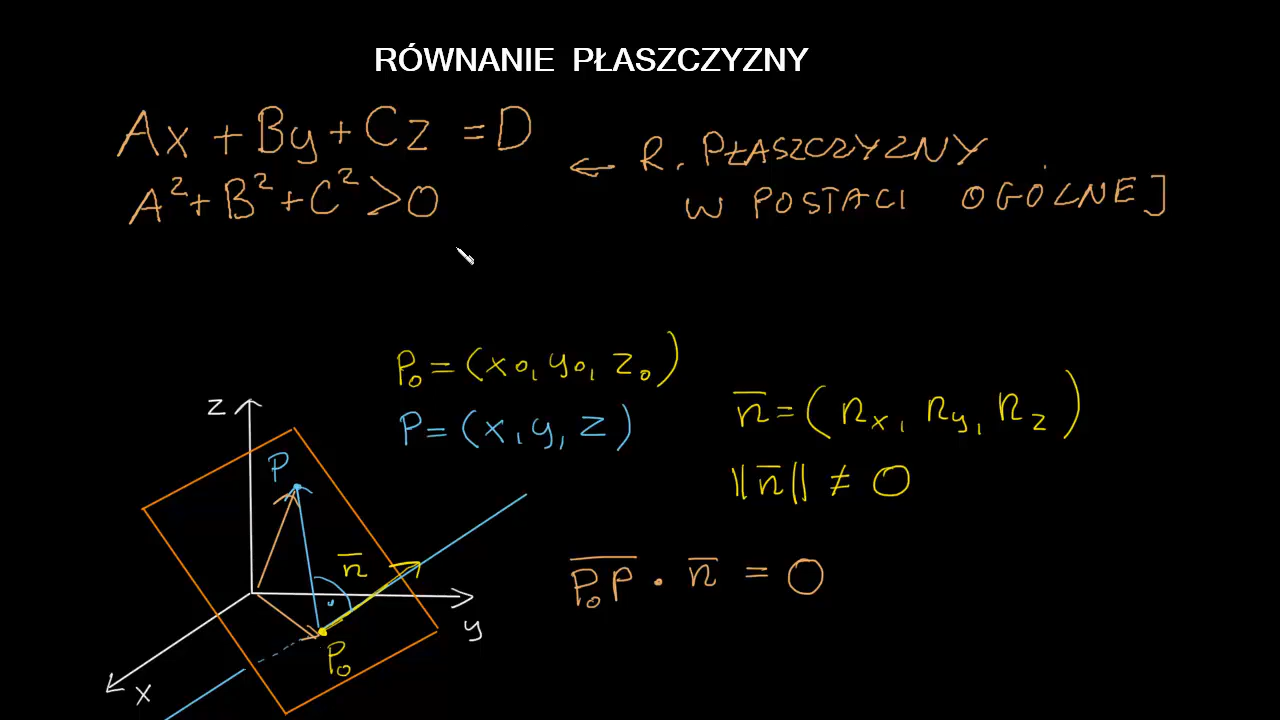 RÓWNANIE PŁASZCZYZNY
Ax + By + Cz = D
← R. PŁASZCZYZNY
A² + B² + C² > 0
W POSTACI OGÓLNEJ
P₀ = (x₀, y₀, z₀)
n̅ = (n_x, n_y, n_z)
P = (x, y, z)
||n̅|| ≠ 0
z
P
n̅
P₀P̅ · n̅ = 0
y
P₀
x